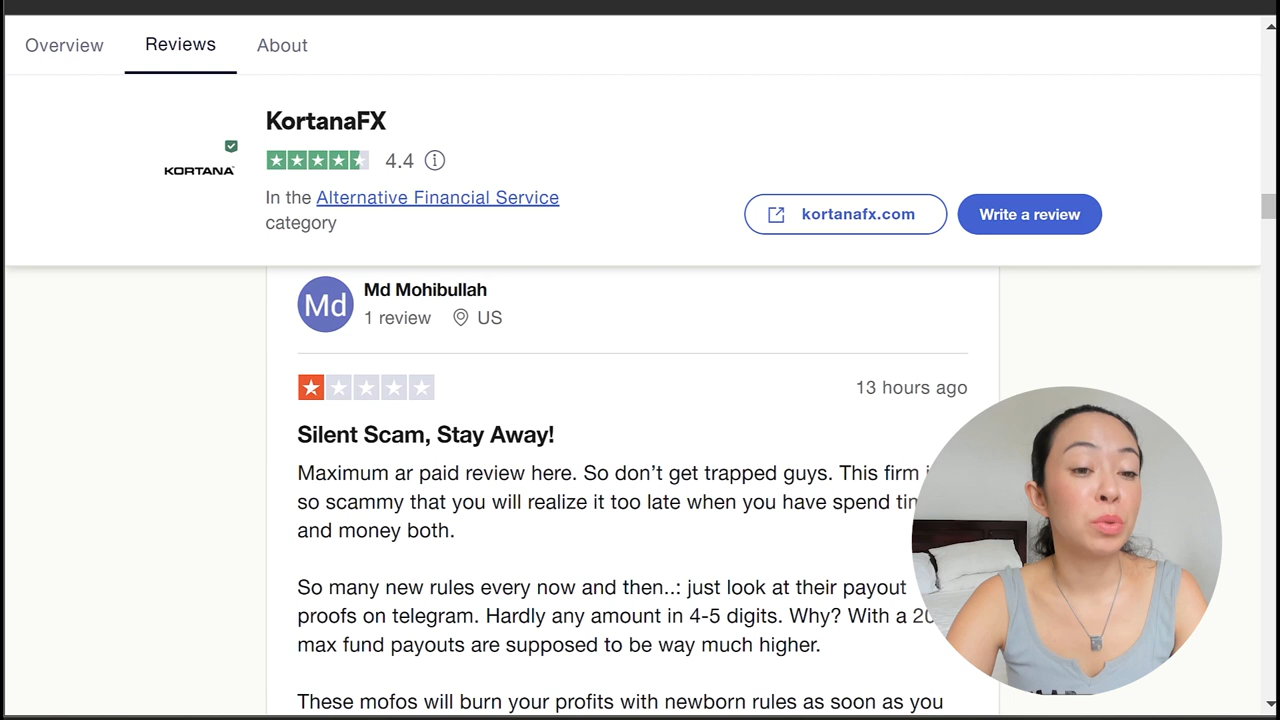 Overview
Reviews
About
KortanaFX
KORTANA
4.4
In the Alternative Financial Service
category
kortanafx.com
Write a review
Md
Md Mohibullah
1 review
US
13 hours ago
Silent Scam, Stay Away!
Maximum ar paid review here. So don't get trapped guys. This firm
so scammy that you will realize it too late when you have spend
and money both.
So many new rules every now and then..: just look at their payout
proofs on telegram. Hardly any amount in 4-5 digits. Why? With a
max fund payouts are supposed to be way much higher.
These mofos will burn your profits with newborn rules as soon as you